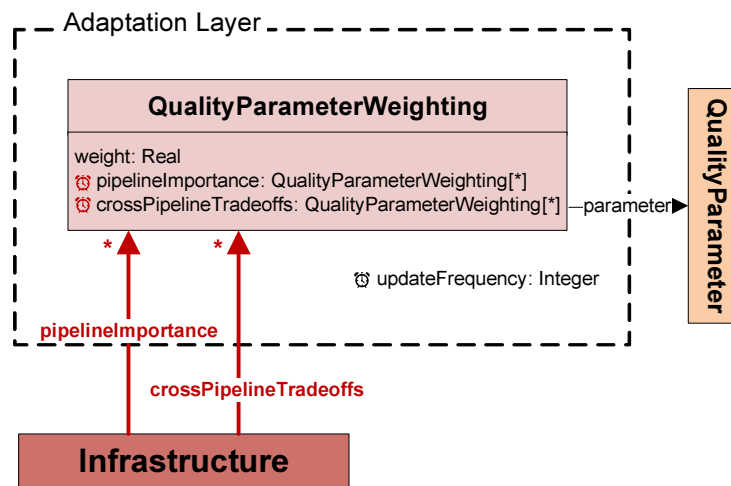 Adaptation Layer
QualityParameterWeighting
weight: Real
pipelineImportance: QualityParameterWeighting[*]
crossPipelineTradeoffs: QualityParameterWeighting[*]
parameter
QualityParameter
*
*
updateFrequency: Integer
pipelineImportance
crossPipelineTradeoffs
Infrastructure